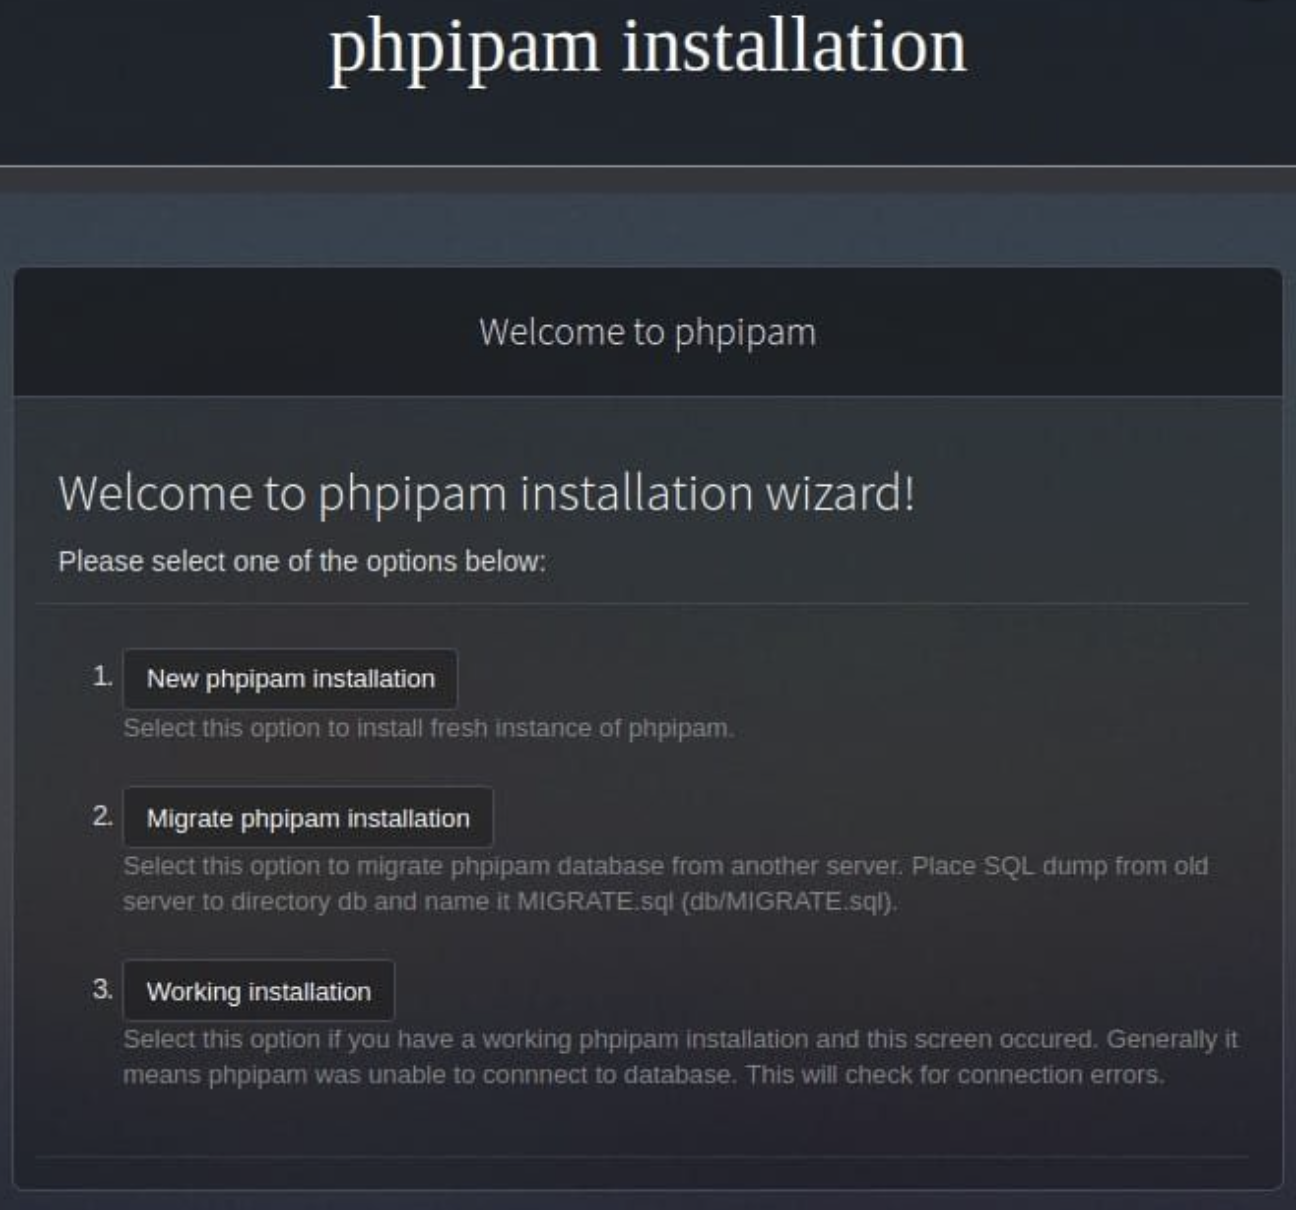 phpipam installation
Welcome to phpipam
Welcome to phpipam installation wizard!
Please select one of the options below:
1. New phpipam installation
Select this option to install fresh instance of phpipam.
2. Migrate phpipam installation
Select this option to migrate phpipam database from another server. Place SQL dump from old
server to directory db and name it MIGRATE.sql (db/MIGRATE.sql).
3. Working installation
Select this option if you have a working phpipam installation and this screen occured. Generally it
means phpipam was unable to connnect to database. This will check for connection errors.